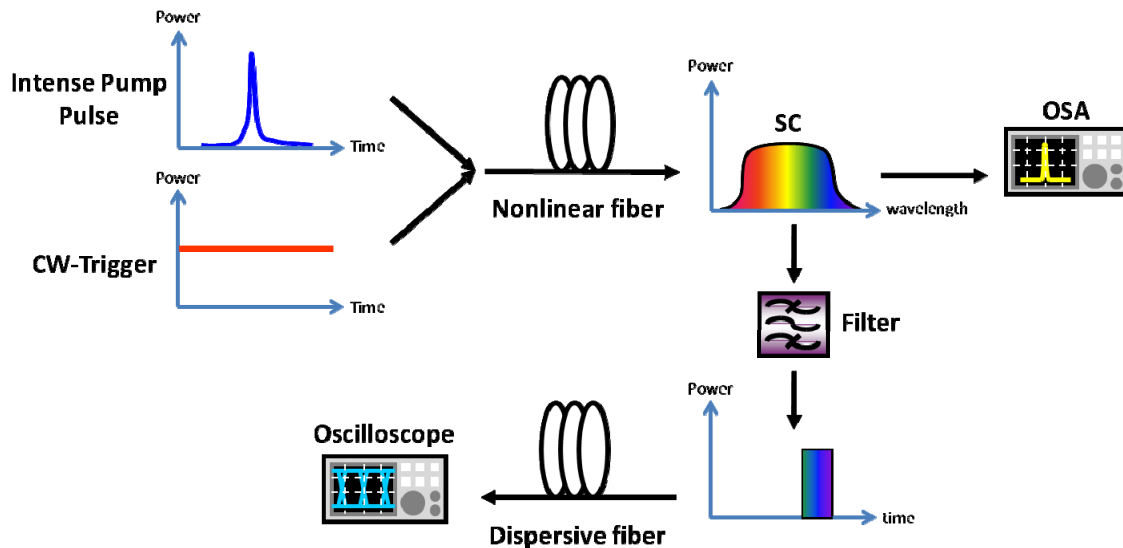 Power
Intense Pump
Pulse
Time
Power
CW-Trigger
Time
Nonlinear fiber
Power
SC
wavelength
OSA
Filter
Power
time
Oscilloscope
Dispersive fiber